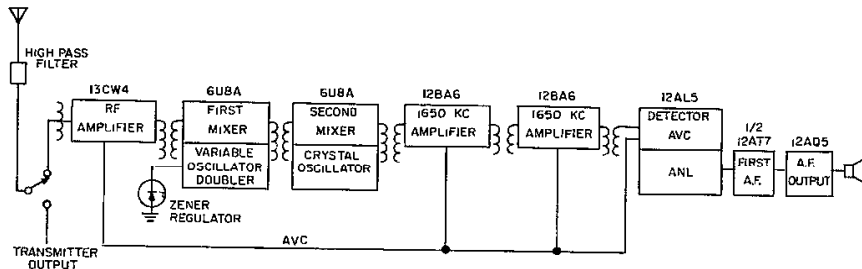 HIGH PASS
FILTER
13CW4
RF
AMPLIFIER
6U8A
FIRST
MIXER
VARIABLE
OSCILLATOR
DOUBLER
ZENER
REGULATOR
6U8A
SECOND
MIXER
CRYSTAL
OSCILLATOR
12BA6
1650 KC
AMPLIFIER
12BA6
1650 KC
AMPLIFIER
12AL5
DETECTOR
AVC
ANL
1/2
12AT7
FIRST
A.F.
12AQ5
A.F.
OUTPUT
TRANSMITTER
OUTPUT
AVC